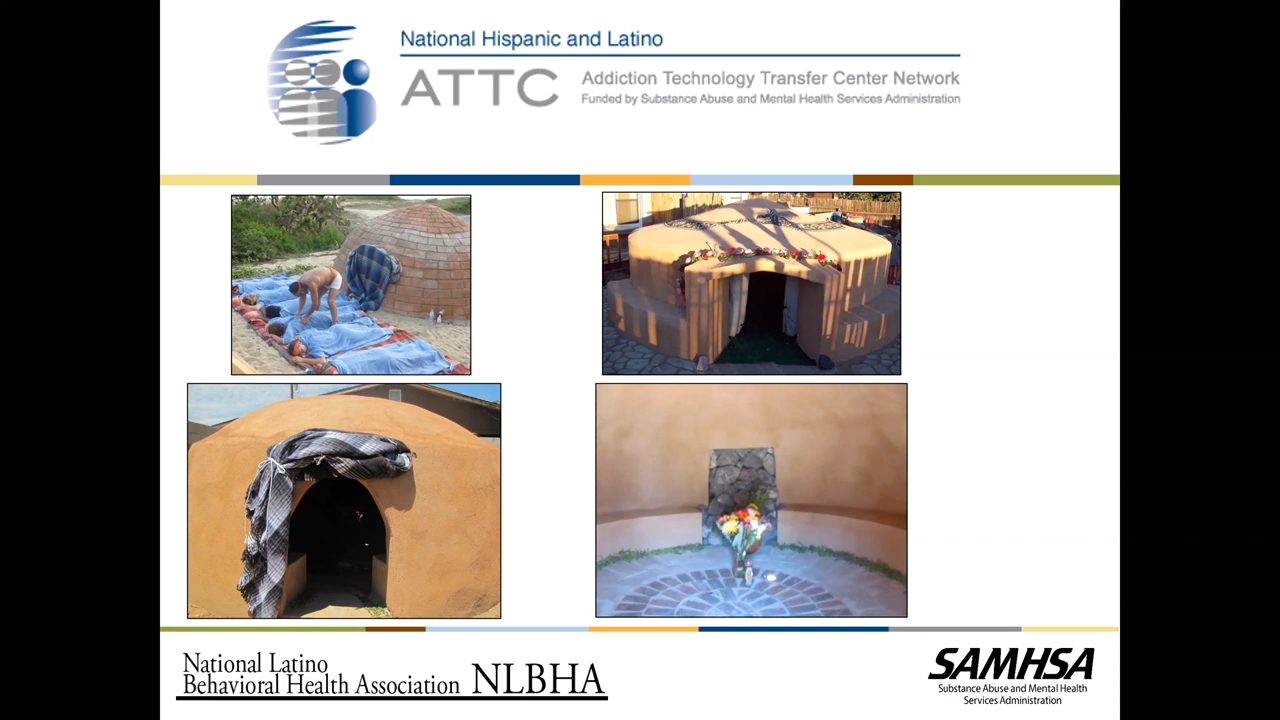 National Hispanic and Latino
ATTC
Addiction Technology Transfer Center Network
Funded by Substance Abuse and Mental Health Services Administration
National Latino
Behavioral Health Association NLBHA
SAMHSA
Substance Abuse and Mental Health
Services Administration